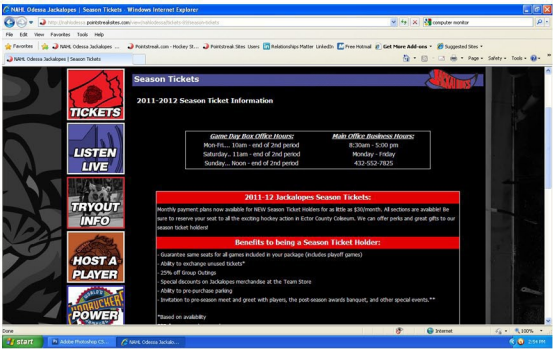 NAHL Odessa Jackalopes : Season Tickets - Windows Internet Explorer
pointstreaksites.com
computer monitor
File Edit View Favorites Tools Help
Favorites NAHL Odessa Jackalopes ... Pointstreak.com - Hockey St... Pointstreak Sites Users Relationships Matter LinkedIn Free Hotmail Get More Add-ons Suggested Sites
NAHL Odessa Jackalopes | Season Tickets
Page Safety Tools
Season Tickets
2011-2012 Season Ticket Information
TICKETS
Game Day Box Office Hours: Main Office Business Hours:
Mon-Fri... 10am - end of 2nd period 8:30am - 5:00 pm
Saturday.. 11am - end of 2nd period Monday - Friday
Sunday... Noon - end of 2nd period 432-552-7825
LISTEN
LIVE
TRYOUT
INFO
2011-12 Jackalopes Season Tickets:
Monthly payment plans now available for NEW Season Ticket Holders for as little as $30/month. All sections are available! Be
sure to reserve your seat to all the exciting hockey action in Ector County Coliseum. We can offer perks and great gifts to our
season ticket holders!
Benefits to being a Season Ticket Holder:
- Guarantee same seats for all games included in your package (includes playoff games)
- Ability to exchange unused tickets*
- 25% off Group Outings
- Special discounts on Jackalopes merchandise at the Team Store
- Ability to pre-purchase parking
- Invitation to pre-season meet and greet with players, the post-season awards banquet, and other special events.**
*Based on availability
HOST A
PLAYER
POWER
Done Internet 100%
start Adobe Photoshop CS... NAHL Odessa Jackalo... 2:54 PM